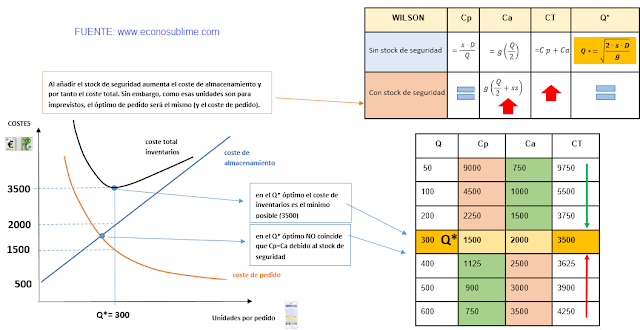 FUENTE: www.econosublime.com
WILSON Cp Ca CT Q*
Sin stock de seguridad = s · D / Q = g(Q/2) =Cp + Ca Q*= √(2 · s · D / g)
Con stock de seguridad g(Q/2 + ss)
Al añadir el stock de seguridad aumenta el coste de almacenamiento y
por tanto el coste total. Sin embargo, como esas unidades son para
imprevistos, el óptimo de pedido será el mismo (y el coste de pedido).
COSTES
€
coste total
inventarios
coste de
almacenamiento
3500
2000
1500
500
en el Q* óptimo el coste de
inventarios es el mínimo
posible (3500)
en el Q* óptimo NO coincide
que Cp=Ca debido al stock de
seguridad
coste de pedido
Q*= 300
Unidades por pedido
Q Cp Ca CT
50 9000 750 9750
100 4500 1000 5500
200 2250 1500 3750
300 Q* 1500 2000 3500
400 1125 2500 3625
500 900 3000 3900
600 750 3500 4250